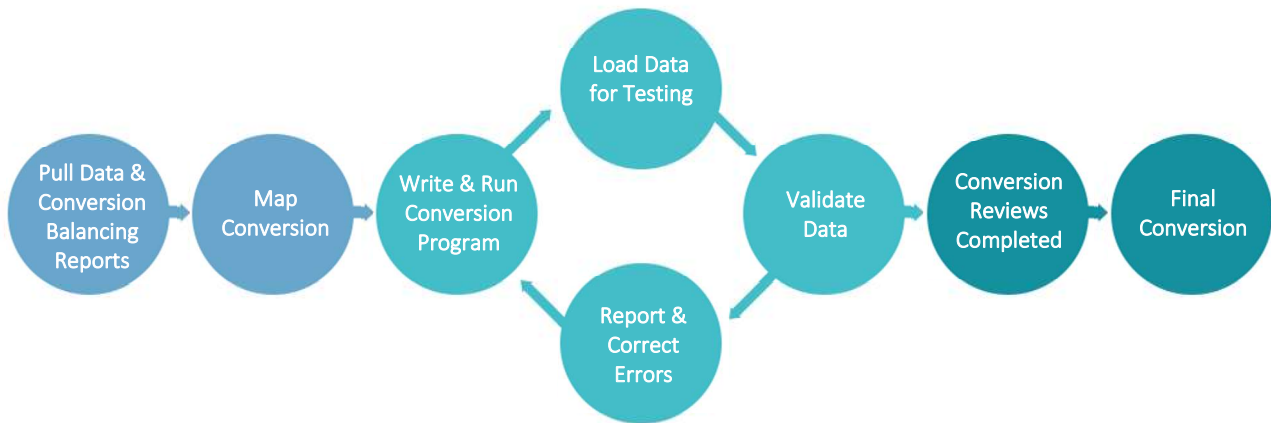 Pull Data &
Conversion
Balancing
Reports
Map
Conversion
Write & Run
Conversion
Program
Load Data
for Testing
Validate
Data
Report &
Correct
Errors
Conversion
Reviews
Completed
Final
Conversion